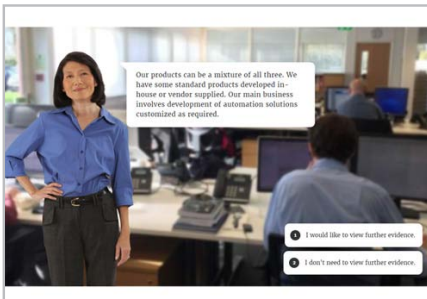 Our products can be a mixture of all three. We
have some standard products developed in-
house or vendor supplied. Our main business
involves development of automation solutions
customized as required.
1 I would like to view further evidence.
2 I don't need to view further evidence.